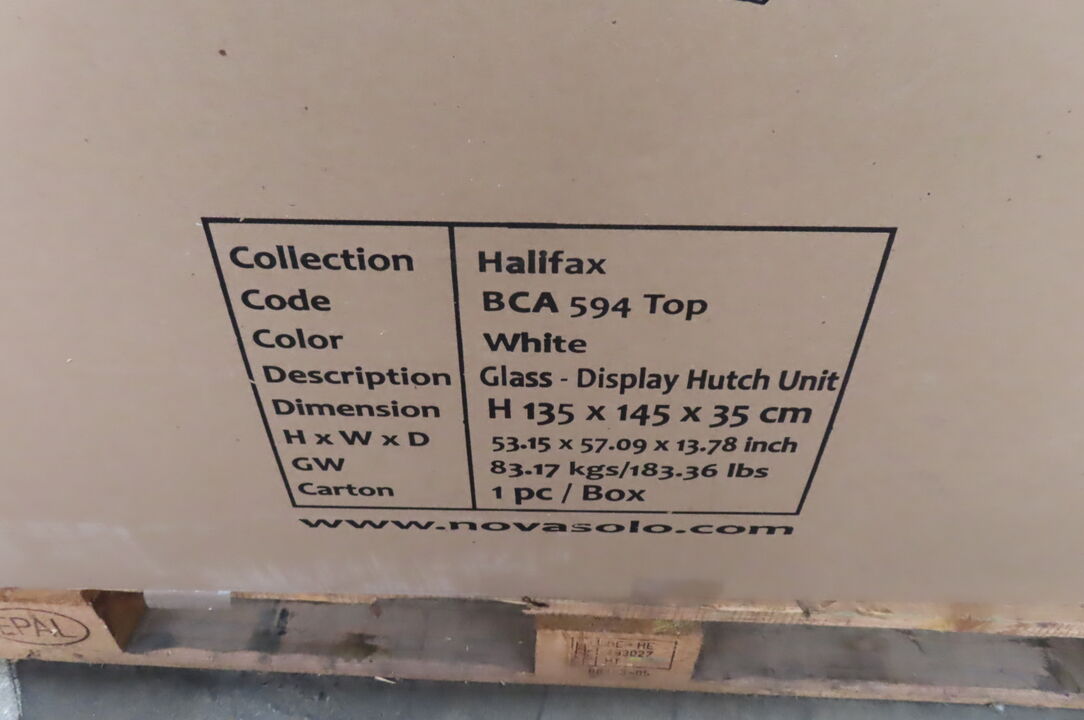 Collection Halifax
Code BCA 594 Top
Color White
Description Glass - Display Hutch Unit
Dimension H 135 x 145 x 35 cm
H x W x D 53.15 x 57.09 x 13.78 inch
GW 83.17 kgs/183.36 lbs
Carton 1 pc / Box
www.novasolo.com
EPAL
HT